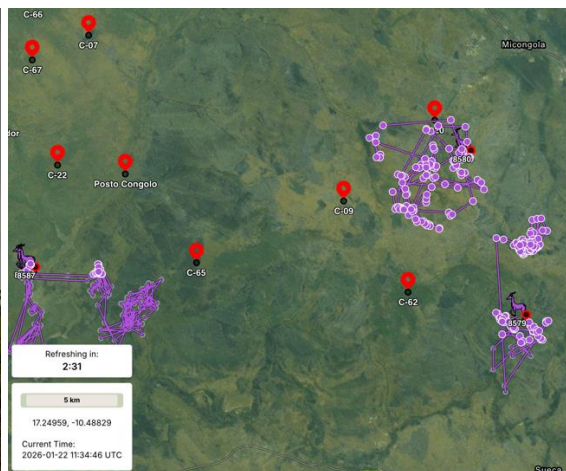 C-66
C-07
C-67
Micongola
dor
C-22
Posto Congolo
8580
C-09
C-65
8587
C-62
8579
Refreshing in:
2:31
5 km
17.24959, -10.48829
Current Time:
2026-01-22 11:34:46 UTC
Sueca